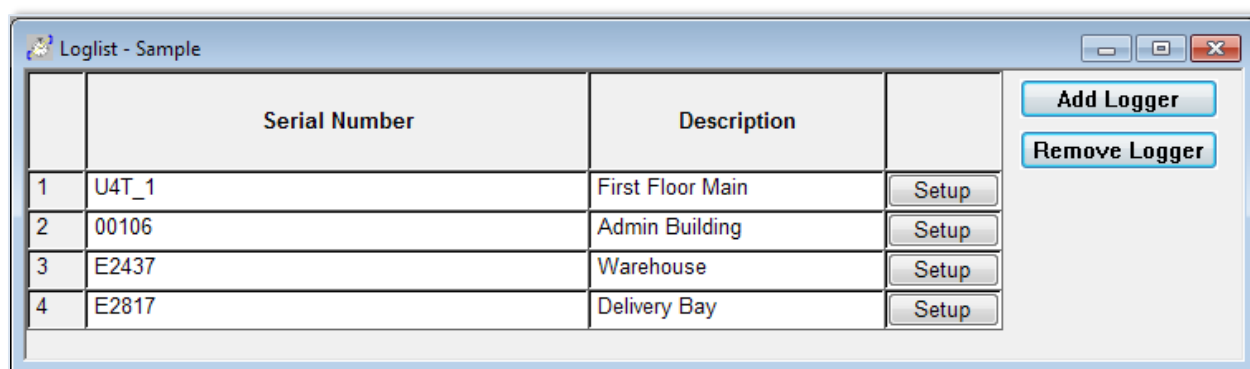 Loglist - Sample
Serial Number Description Add Logger
Remove Logger
1 U4T_1 First Floor Main Setup
2 00106 Admin Building Setup
3 E2437 Warehouse Setup
4 E2817 Delivery Bay Setup